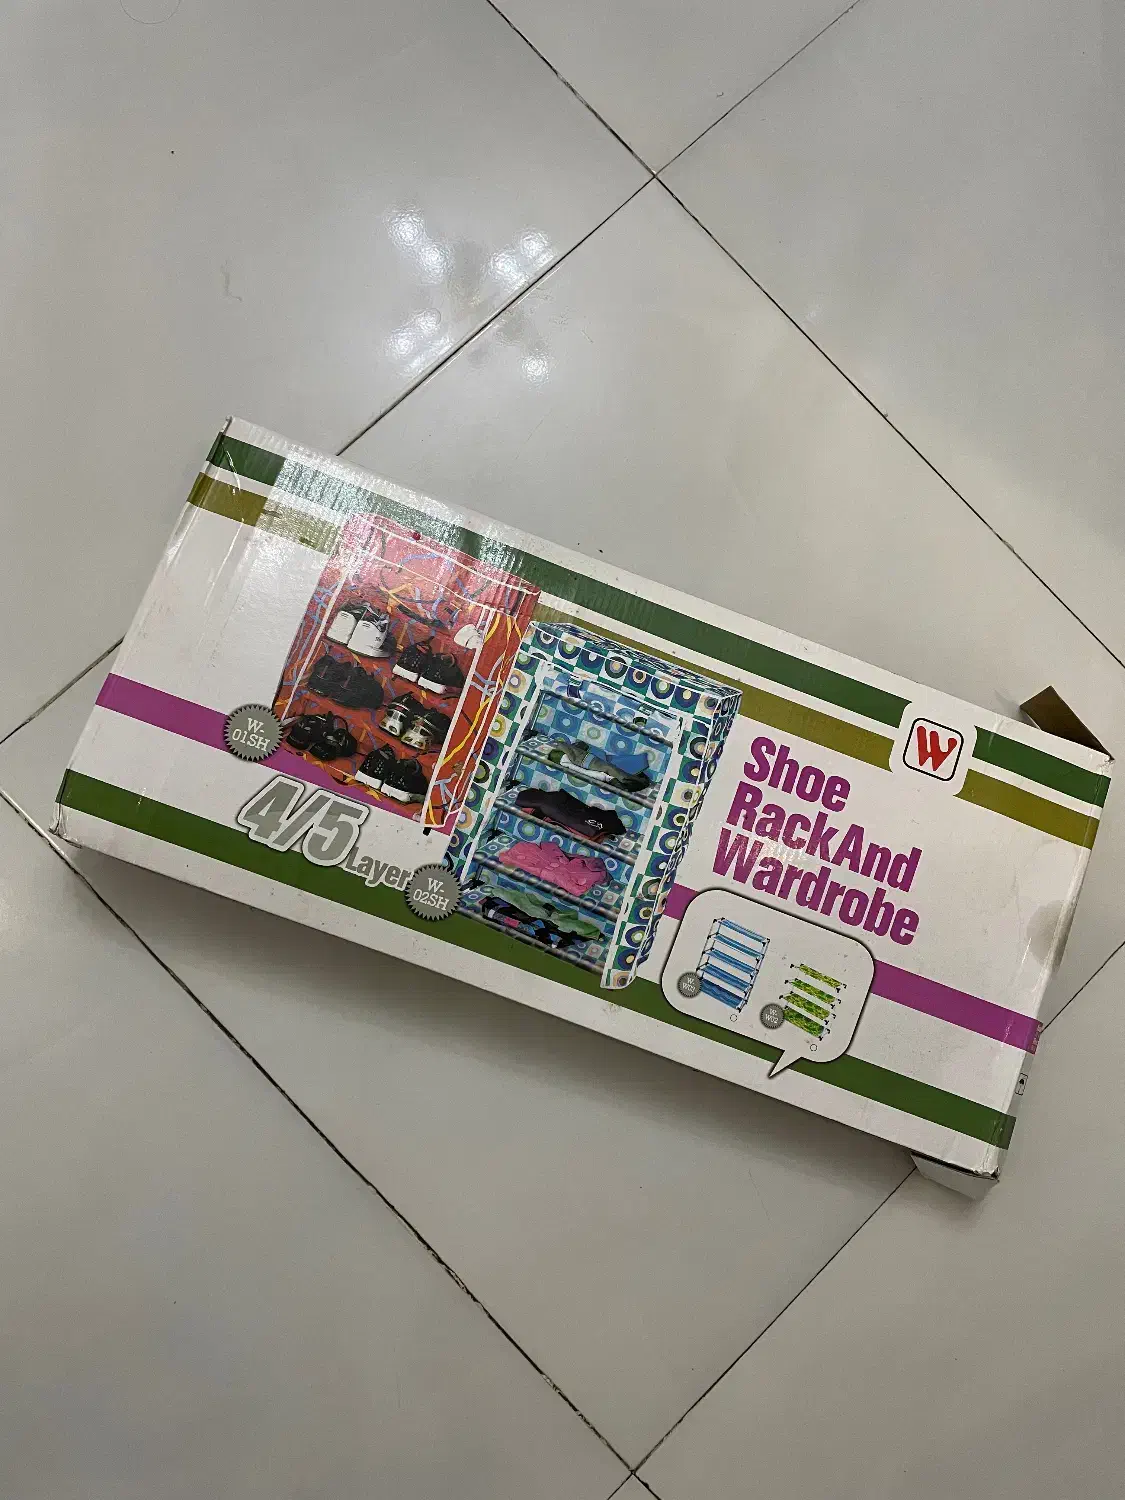 W
Shoe
RackAnd
Wardrobe
W-
01SH
4/5 Layer
W-
02SH